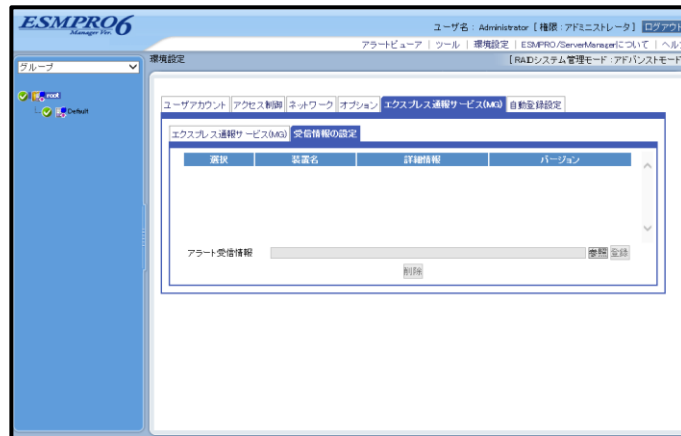 ESMPRO6
Manager Ver.
ユーザ名 : Administrator [ 権限 : アドミニストレータ ] ログアウト
アラートビューア | ツール | 環境設定 | ESMPRO/ServerManagerについて | ヘル
グループ
環境設定
[ RAIDシステム管理モード : アドバンストモード
root
Default
ユーザアカウント アクセス制御 ネットワーク オプション エクスプレス通報サービス(MG) 自動登録設定
エクスプレス通報サービス(MG) 受信情報の設定
選択 装置名 詳細情報 バージョン
アラート受信情報 参照 登録
削除